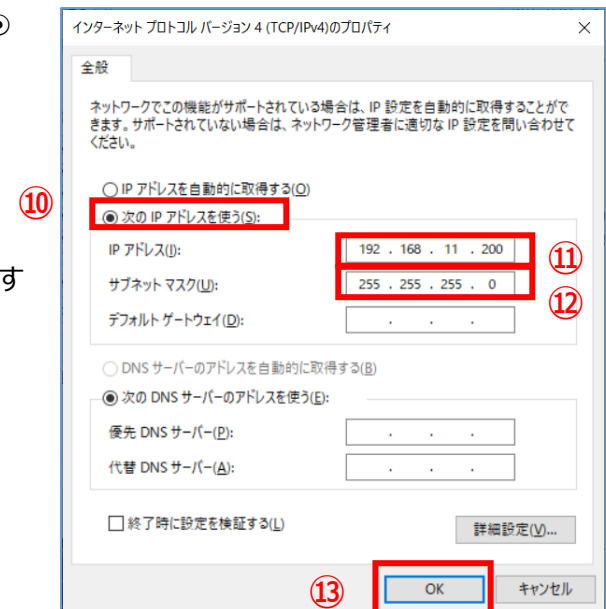 インターネット プロトコル バージョン 4 (TCP/IPv4)のプロパティ
全般
ネットワークでこの機能がサポートされている場合は、IP 設定を自動的に取得することがで
きます。サポートされていない場合は、ネットワーク管理者に適切な IP 設定を問い合わせて
ください。
IP アドレスを自動的に取得する(O)
⑩
次の IP アドレスを使う(S):
IP アドレス(I): 192 . 168 . 11 . 200 ⑪
す
サブネット マスク(U): 255 . 255 . 255 . 0 ⑫
デフォルト ゲートウェイ(D): . . .
DNS サーバーのアドレスを自動的に取得する(B)
次の DNS サーバーのアドレスを使う(E):
優先 DNS サーバー(P): . . .
代替 DNS サーバー(A): . . .
終了時に設定を検証する(L) 詳細設定(V)...
⑬ OK キャンセル